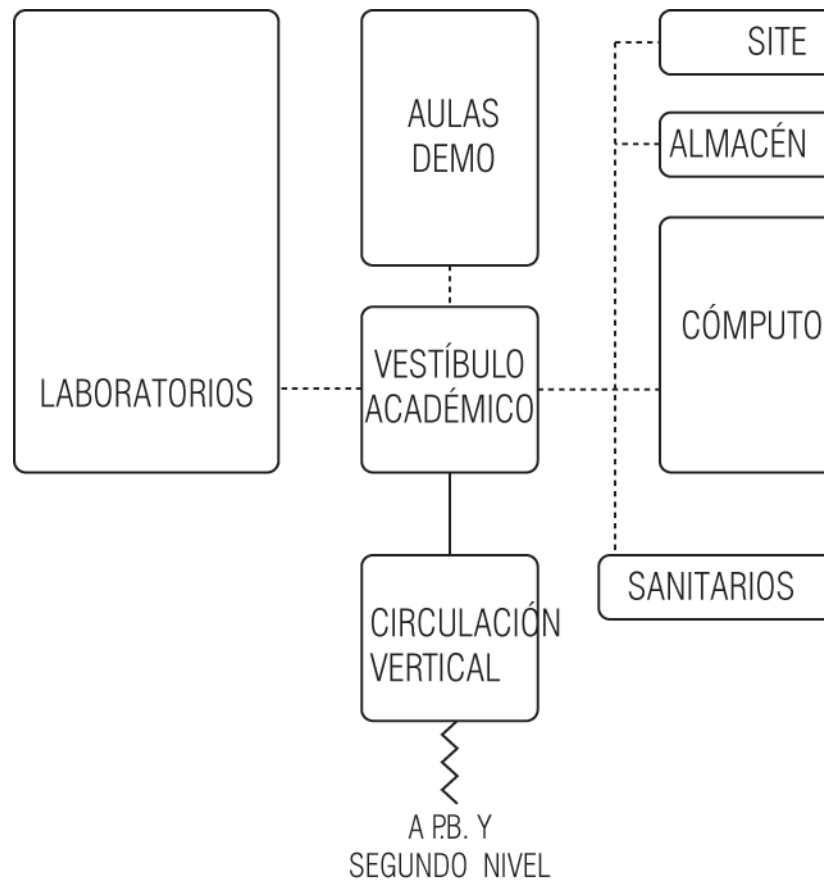 SITE
AULAS
DEMO
ALMACÉN
CÓMPUTO
VESTÍBULO
ACADÉMICO
LABORATORIOS
SANITARIOS
CIRCULACIÓN
VERTICAL
A P.B. Y
SEGUNDO NIVEL